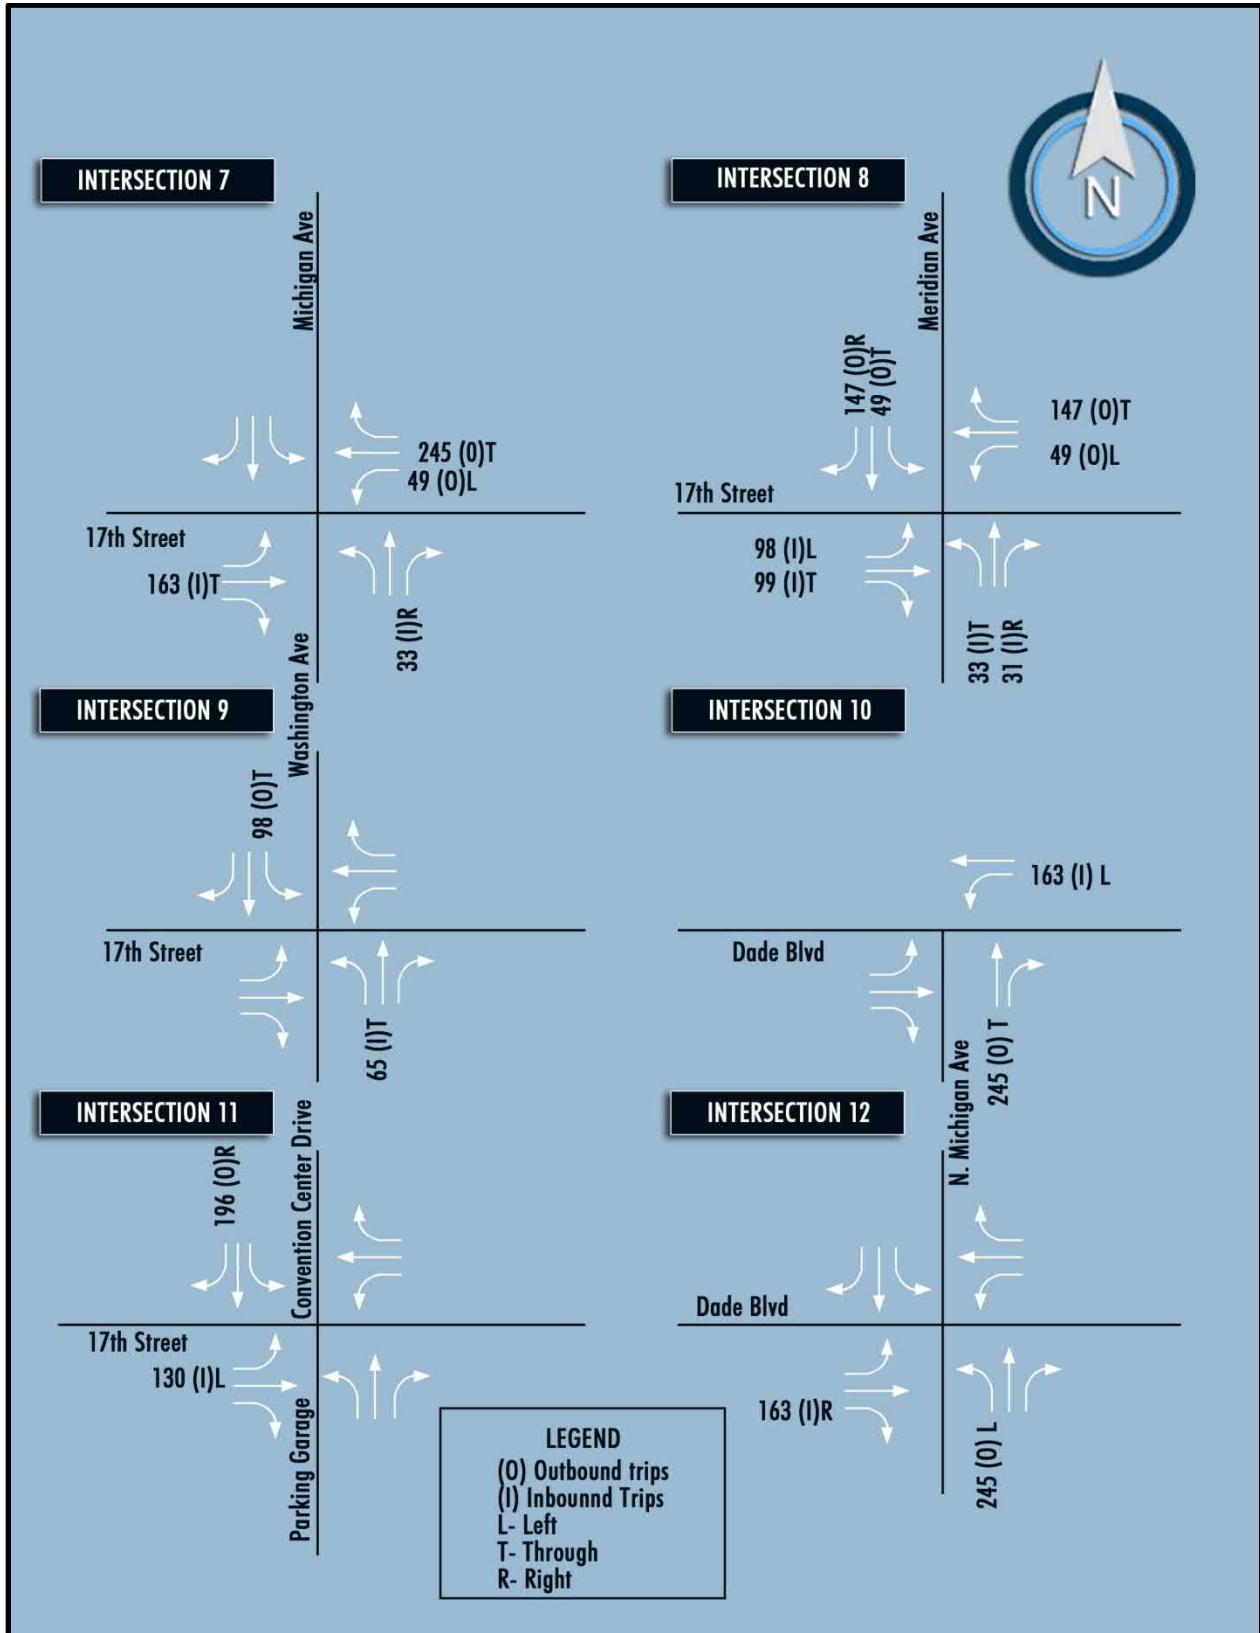 N
INTERSECTION 7
Michigan Ave
245 (0)T
49 (O)L
17th Street
163 (I)T
33 (I)R
INTERSECTION 8
Meridian Ave
147 (O)R
49 (O)T
147 (O)T
49 (O)L
17th Street
98 (I)L
99 (I)T
33 (I)T
31 (I)R
INTERSECTION 9
Washington Ave
98 (O)T
17th Street
65 (I)T
INTERSECTION 10
163 (I) L
Dade Blvd
245 (O) T
INTERSECTION 11
196 (O)R
Convention Center Drive
17th Street
130 (I)L
Parking Garage
INTERSECTION 12
N. Michigan Ave
Dade Blvd
163 (I)R
245 (O) L
LEGEND
(O) Outbound trips
(I) Inbounnd Trips
L- Left
T- Through
R- Right